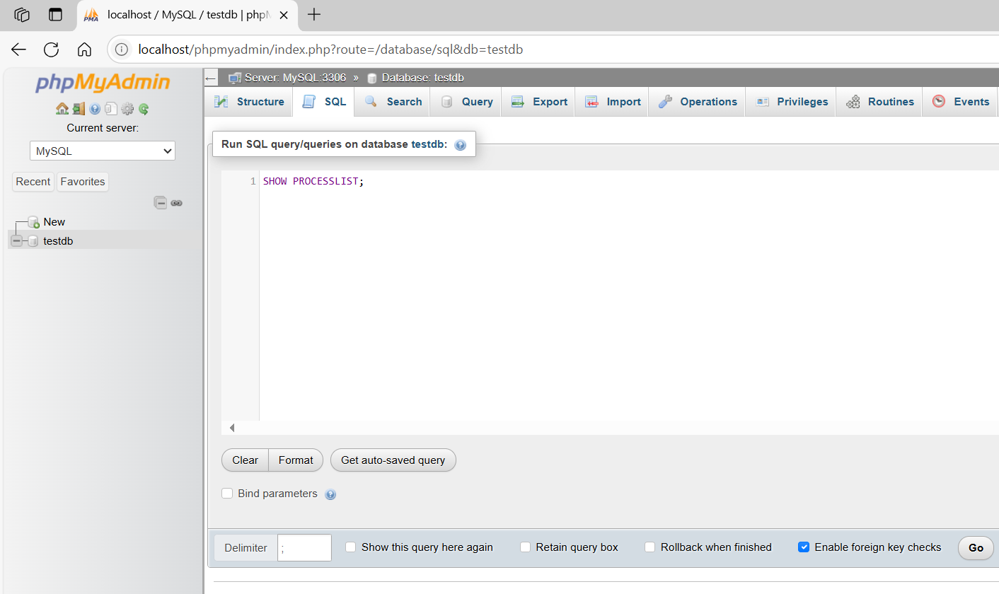 localhost / MySQL / testdb | phpM
localhost/phpmyadmin/index.php?route=/database/sql&db=testdb
phpMyAdmin
Current server:
MySQL
Recent Favorites
New
testdb
Server: MySQL:3306 » Database: testdb
Structure SQL Search Query Export Import Operations Privileges Routines Events
Run SQL query/queries on database testdb:
1 SHOW PROCESSLIST;
Clear Format Get auto-saved query
Bind parameters
Delimiter ; Show this query here again Retain query box Rollback when finished Enable foreign key checks Go